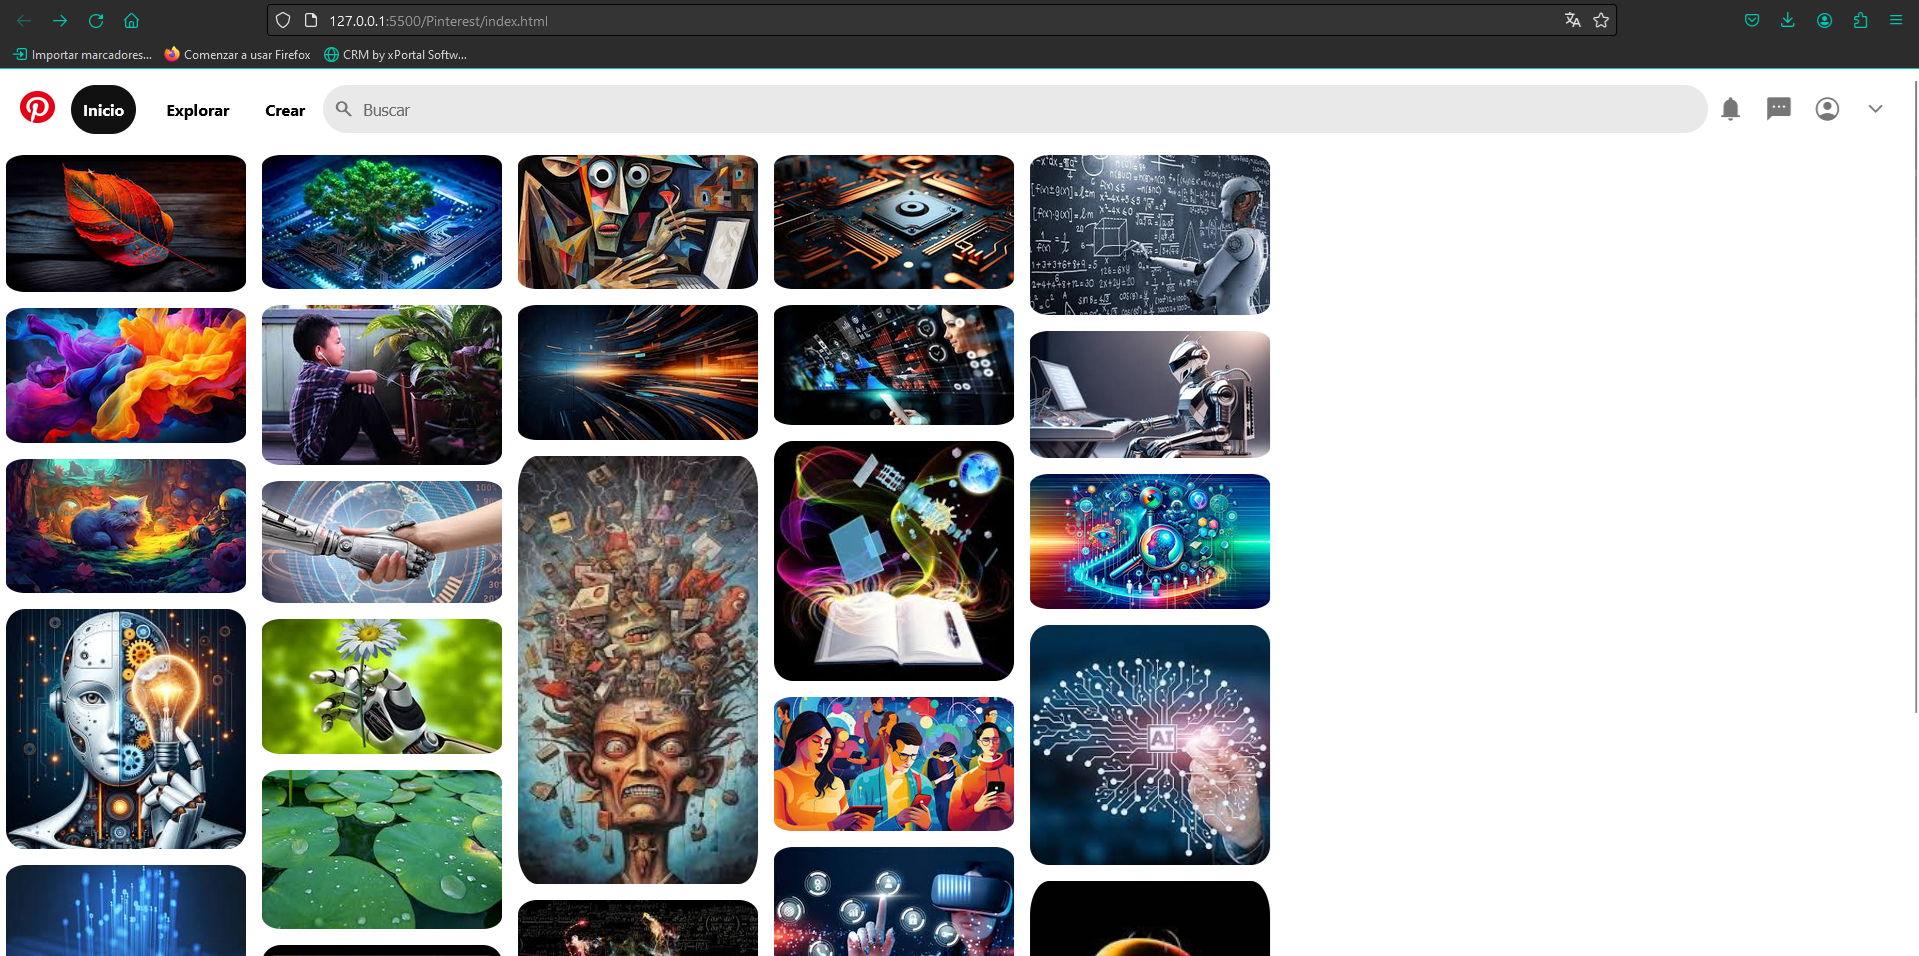 127.0.0.1:5500/Pinterest/index.html
Importar marcadores...
Comenzar a usar Firefox
CRM by xPortal Softw...
Inicio
Explorar
Crear
Buscar
100%
AI